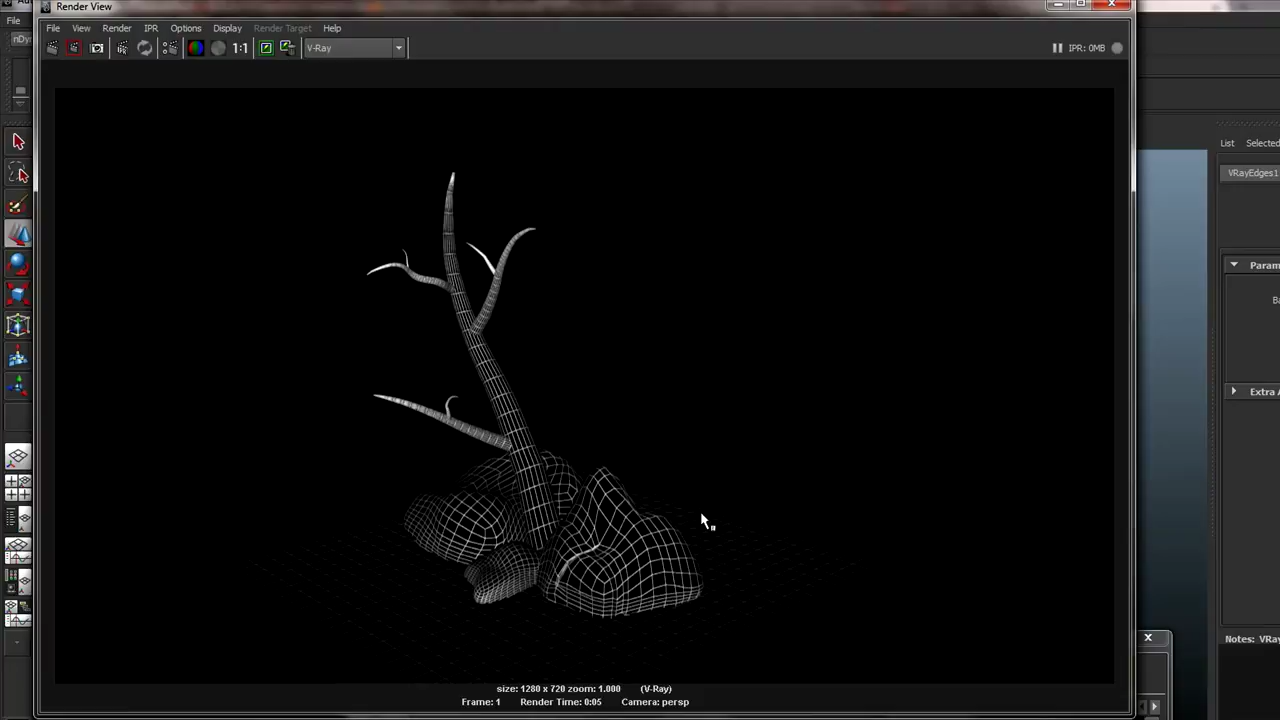 Render View
File
File View Render IPR Options Display Render Target Help
1:1 V-Ray IPR: 0MB
nDyn
List Selected
VRayEdges1
Param
Extra A
Notes: VRay
size: 1280 x 720 zoom: 1.000 (V-Ray)
Frame: 1 Render Time: 0:05 Camera: persp